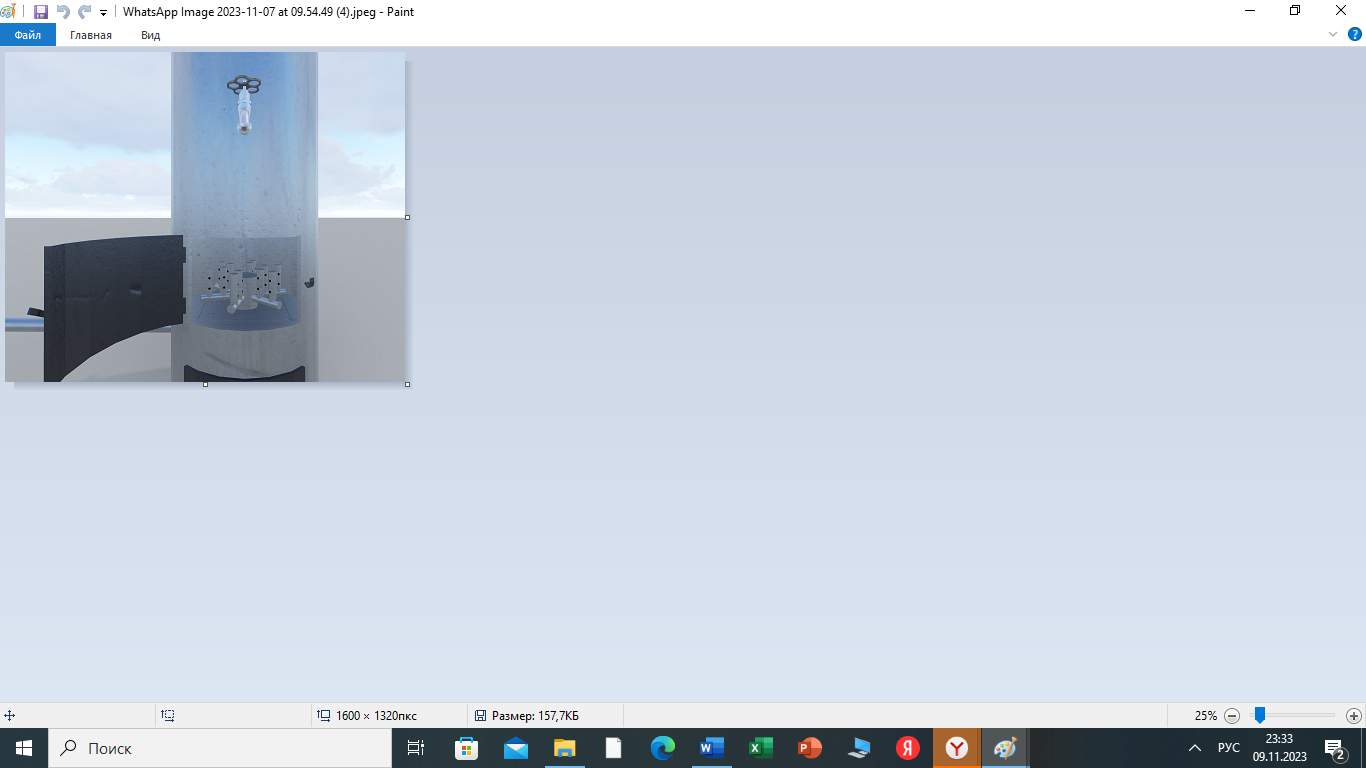 WhatsApp Image 2023-11-07 at 09.54.49 (4).jpeg - Paint
Файл Главная Вид
1600 × 1320пкс Размер: 157,7КБ 25%
Поиск РУС 23:33
09.11.2023 2